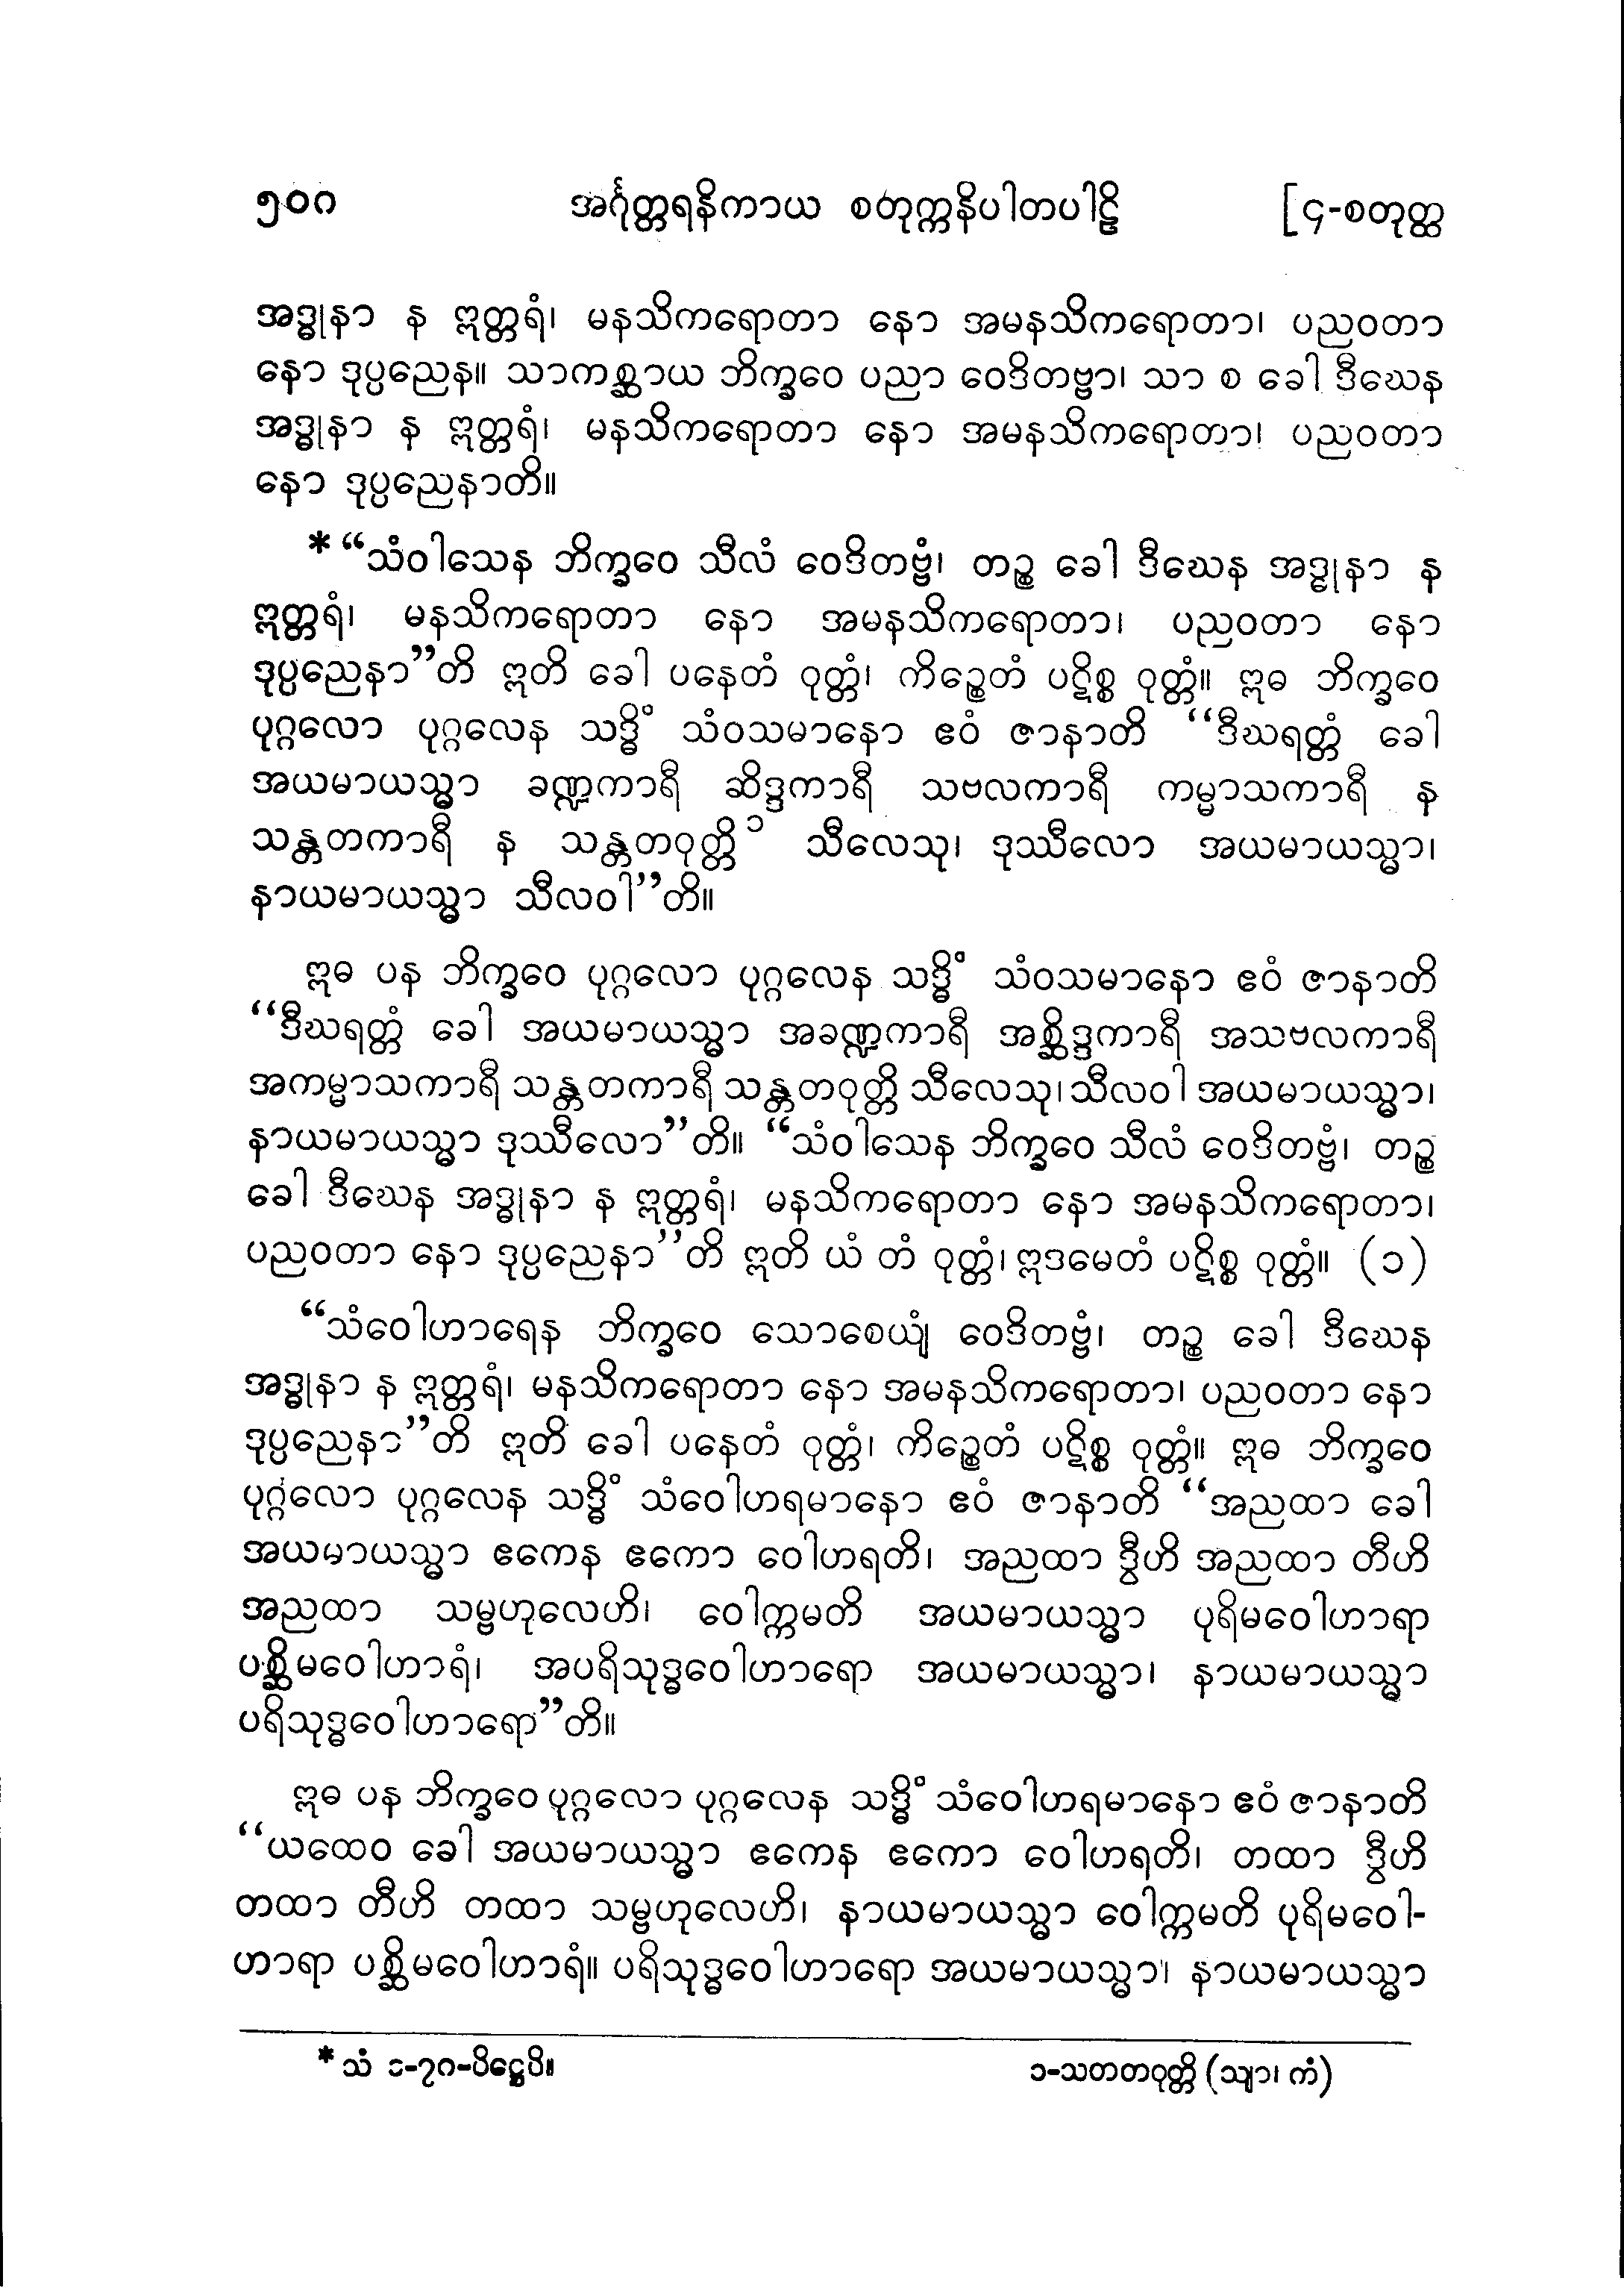 ၅၀ဂ အင်္ဂုတ္တရနိကာယ စတုက္ကနိပါတပါဠိ [၄-စတုတ္ထ
အဒ္ဓုနာ န ဣတ္တရံ၊ မနသိကရောတာ နော အမနသိကရောတာ၊ ပညဝတာ
နော ဒုပ္ပညေန။ သာကစ္ဆာယ ဘိက္ခဝေ ပညာ ဝေဒိတဗ္ဗာ၊ သာ စ ခေါ ဒီဃေန
အဒ္ဓုနာ န ဣတ္တရံ၊ မနသိကရောတာ နော အမနသိကရောတာ၊ ပညဝတာ
နော ဒုပ္ပညေနာတိ။
* “သံဝါသေန ဘိက္ခဝေ သီလံ ဝေဒိတဗ္ဗံ၊ တဉ္စ ခေါ ဒီဃေန အဒ္ဓုနာ န
ဣတ္တရံ၊ မနသိကရောတာ နော အမနသိကရောတာ၊ ပညဝတာ နော
ဒုပ္ပညေနာ”တိ ဣတိ ခေါ ပနေတံ ဝုတ္တံ၊ ကိဉ္စေတံ ပဋိစ္စ ဝုတ္တံ။ ဣဓ ဘိက္ခဝေ
ပုဂ္ဂလော ပုဂ္ဂလေန သဒ္ဓိံ သံဝသမာနော ဧဝံ ဇာနာတိ “ဒီဃရတ္တံ ခေါ
အယမာယသ္မာ ခဏ္ဍကာရီ ဆိဒ္ဒကာရီ သဗလကာရီ ကမ္မာသကာရီ န
သန္တတကာရီ န သန္တတဝုတ္တိ ၁ သီလေသု၊ ဒုဿီလော အယမာယသ္မာ၊
နာယမာယသ္မာ သီလဝါ”တိ။
ဣဓ ပန ဘိက္ခဝေ ပုဂ္ဂလော ပုဂ္ဂလေန သဒ္ဓိံ သံဝသမာနော ဧဝံ ဇာနာတိ
“ဒီဃရတ္တံ ခေါ အယမာယသ္မာ အခဏ္ဍကာရီ အစ္ဆိဒ္ဒကာရီ အသဗလကာရီ
အကမ္မာသကာရီ သန္တတကာရီ သန္တတဝုတ္တိ သီလေသု၊ သီလဝါ အယမာယသ္မာ၊
နာယမာယသ္မာ ဒုဿီလော”တိ။ “သံဝါသေန ဘိက္ခဝေ သီလံ ဝေဒိတဗ္ဗံ၊ တဉ္စ
ခေါ ဒီဃေန အဒ္ဓုနာ န ဣတ္တရံ၊ မနသိကရောတာ နော အမနသိကရောတာ၊
ပညဝတာ နော ဒုပ္ပညေနာ”တိ ဣတိ ယံ တံ ဝုတ္တံ၊ ဣဒမေတံ ပဋိစ္စ ဝုတ္တံ။ (၁)
“သံဝေါဟာရေန ဘိက္ခဝေ သောစေယျံ ဝေဒိတဗ္ဗံ၊ တဉ္စ ခေါ ဒီဃေန
အဒ္ဓုနာ န ဣတ္တရံ၊ မနသိကရောတာ နော အမနသိကရောတာ၊ ပညဝတာ နော
ဒုပ္ပညေနာ”တိ ဣတိ ခေါ ပနေတံ ဝုတ္တံ၊ ကိဉ္စေတံ ပဋိစ္စ ဝုတ္တံ။ ဣဓ ဘိက္ခဝေ
ပုဂ္ဂလော ပုဂ္ဂလေန သဒ္ဓိံ သံဝေါဟရမာနော ဧဝံ ဇာနာတိ “အညထာ ခေါ
အယမာယသ္မာ ဧကေန ဧကော ဝေါဟရတိ၊ အညထာ ဒွီဟိ အညထာ တီဟိ
အညထာ သမ္ဗဟုလေဟိ၊ ဝေါက္ကမတိ အယမာယသ္မာ ပုရိမဝေါဟာရာ
ပစ္ဆိမဝေါဟာရံ၊ အပရိသုဒ္ဓဝေါဟာရော အယမာယသ္မာ၊ နာယမာယသ္မာ
ပရိသုဒ္ဓဝေါဟာရော”တိ။
ဣဓ ပန ဘိက္ခဝေ ပုဂ္ဂလော ပုဂ္ဂလေန သဒ္ဓိံ သံဝေါဟရမာနော ဧဝံ ဇာနာတိ
“ယထေဝ ခေါ အယမာယသ္မာ ဧကေန ဧကော ဝေါဟရတိ၊ တထာ ဒွီဟိ
တထာ တီဟိ တထာ သမ္ဗဟုလေဟိ၊ နာယမာယသ္မာ ဝေါက္ကမတိ ပုရိမဝေါ-
ဟာရာ ပစ္ဆိမဝေါဟာရံ။ ပရိသုဒ္ဓဝေါဟာရော အယမာယသ္မာ၊ နာယမာယသ္မာ
* သံ ၁-၇ဂ-ပိဋ္ဌေပိ။ ၁-သတတဝုတ္တိ (သျာ၊ ကံ)